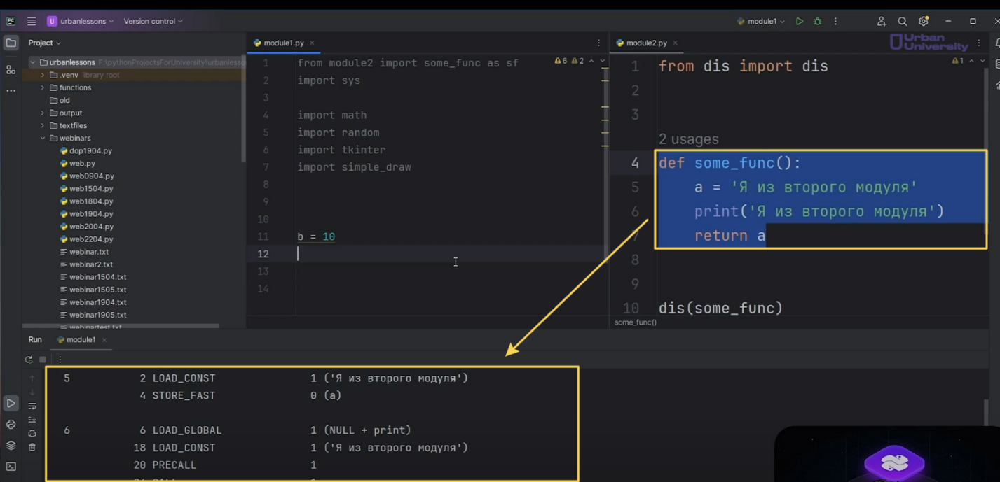 PC
U urbanlessons
Version control
module1
Urban
University
Project
urbanlessons F:\pythonProjectsForUniversity\urbanlesso
.venv library root
functions
old
output
textfiles
webinars
dop1904.py
web.py
web0904.py
web1504.py
web1804.py
web1904.py
web2004.py
web2204.py
webinar.txt
webinar2.txt
webinar1504.txt
webinar1505.txt
webinar1904.txt
webinar1905.txt
webinartest.txt
module1.py
6 2
1 from module2 import some_func as sf
2 import sys
3
4 import math
5 import random
6 import tkinter
7 import simple_draw
8
9
10
11 b = 10
12
13
14
module2.py
1
1 from dis import dis
2
3
2 usages
4 def some_func():
5 a = 'Я из второго модуля'
6 print('Я из второго модуля')
7 return a
8
9
10 dis(some_func)
some_func()
Run module1
5 2 LOAD_CONST 1 ('Я из второго модуля')
4 STORE_FAST 0 (a)
6 6 LOAD_GLOBAL 1 (NULL + print)
18 LOAD_CONST 1 ('Я из второго модуля')
20 PRECALL 1